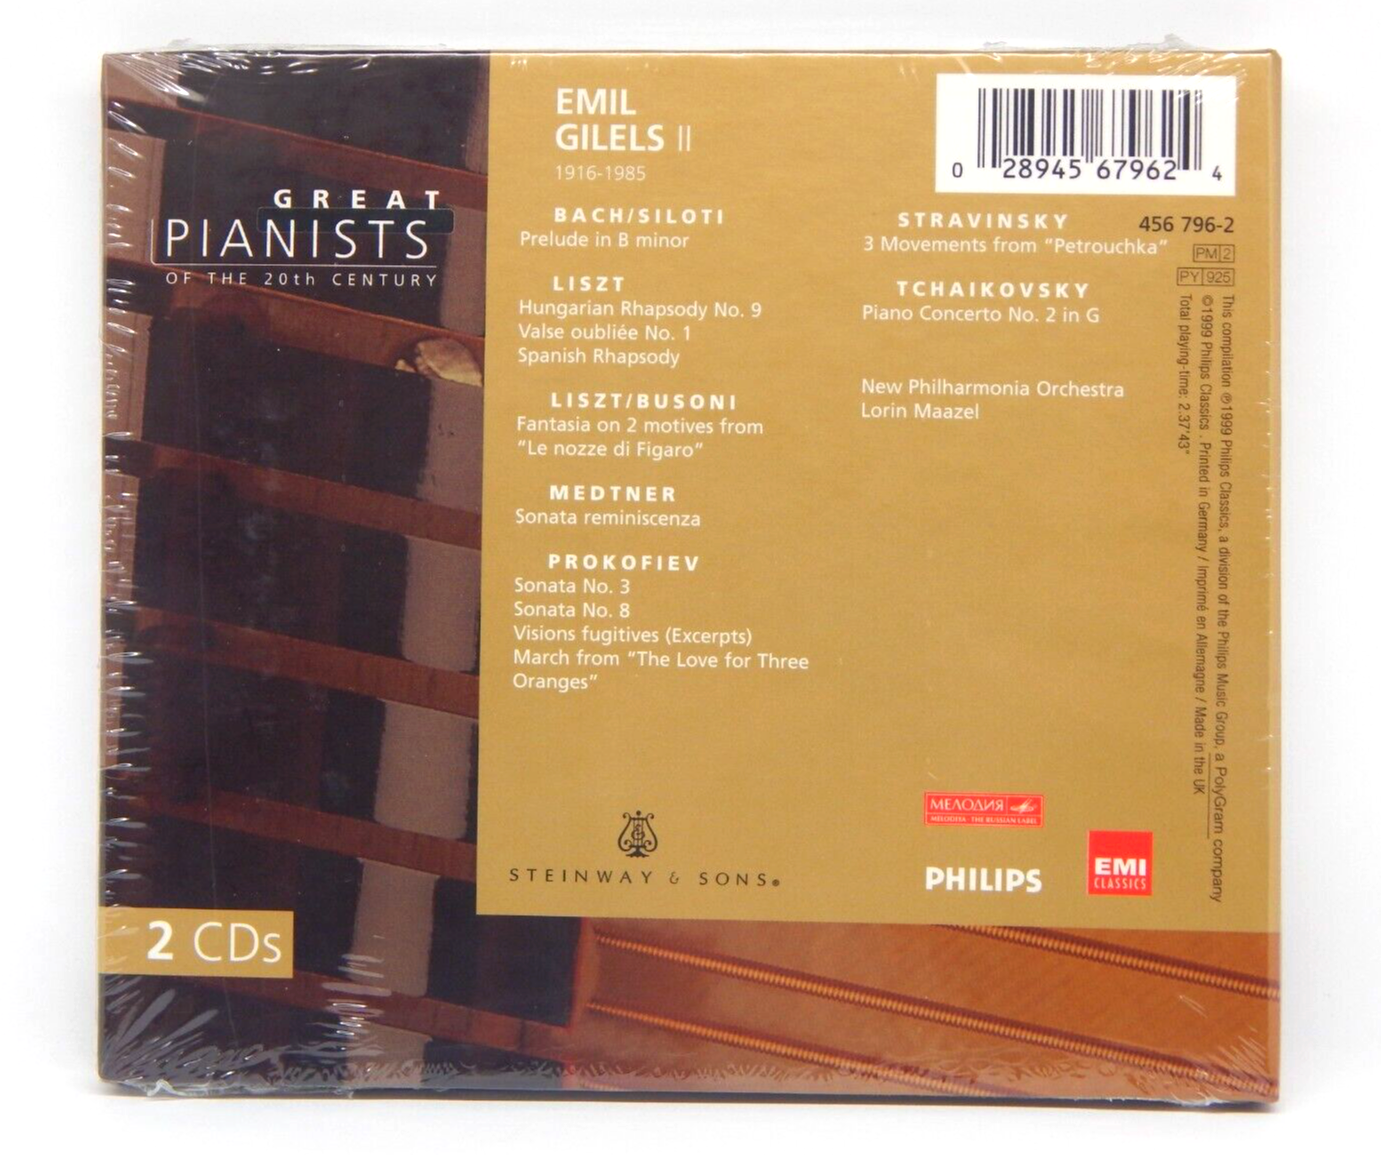 GREAT
PIANISTS
OF THE 20th CENTURY
2 CDs
EMIL
GILELS II
1916-1985
BACH/SILOTI
Prelude in B minor
LISZT
Hungarian Rhapsody No. 9
Valse oubliée No. 1
Spanish Rhapsody
LISZT/BUSONI
Fantasia on 2 motives from
“Le nozze di Figaro”
MEDTNER
Sonata reminiscenza
PROKOFIEV
Sonata No. 3
Sonata No. 8
Visions fugitives (Excerpts)
March from “The Love for Three
Oranges”
STRAVINSKY
3 Movements from “Petrouchka”
TCHAIKOVSKY
Piano Concerto No. 2 in G
New Philharmonia Orchestra
Lorin Maazel
0 28945 67962 4
456 796-2
PM 2
PY 925
This compilation ℗1999 Philips Classics, a division of the Philips Music Group, a PolyGram company
©1999 Philips Classics . Printed in Germany / Imprimé en Allemagne / Made in the UK
Total playing-time: 2.37'43"
STEINWAY & SONS®
МЕЛОДИЯ
MELODIYA · THE RUSSIAN LABEL
PHILIPS
EMI
CLASSICS